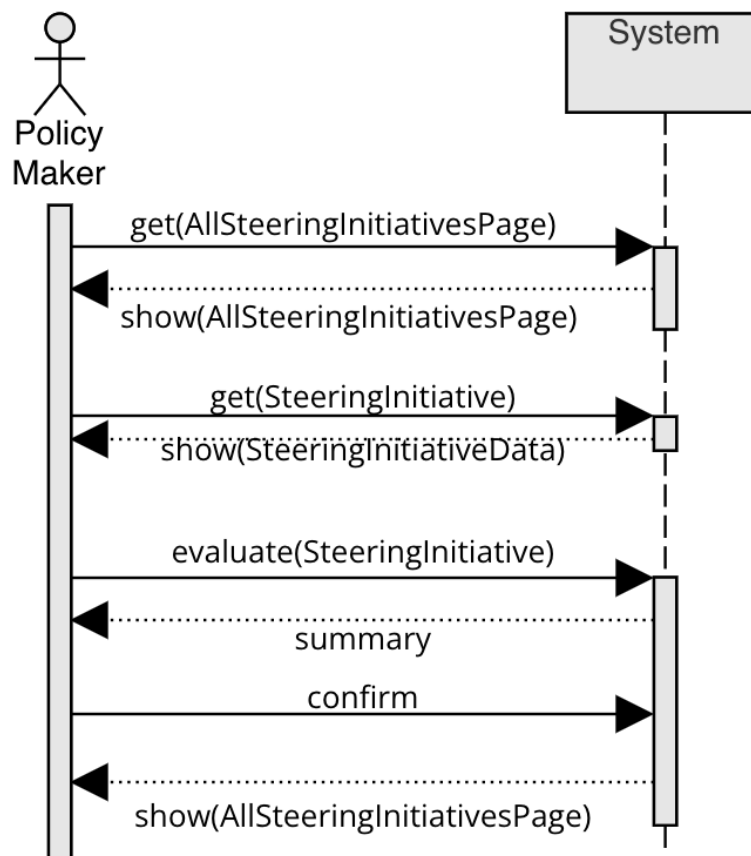 System
Policy
Maker
get(AllSteeringInitiativesPage)
show(AllSteeringInitiativesPage)
get(SteeringInitiative)
show(SteeringInitiativeData)
evaluate(SteeringInitiative)
summary
confirm
show(AllSteeringInitiativesPage)